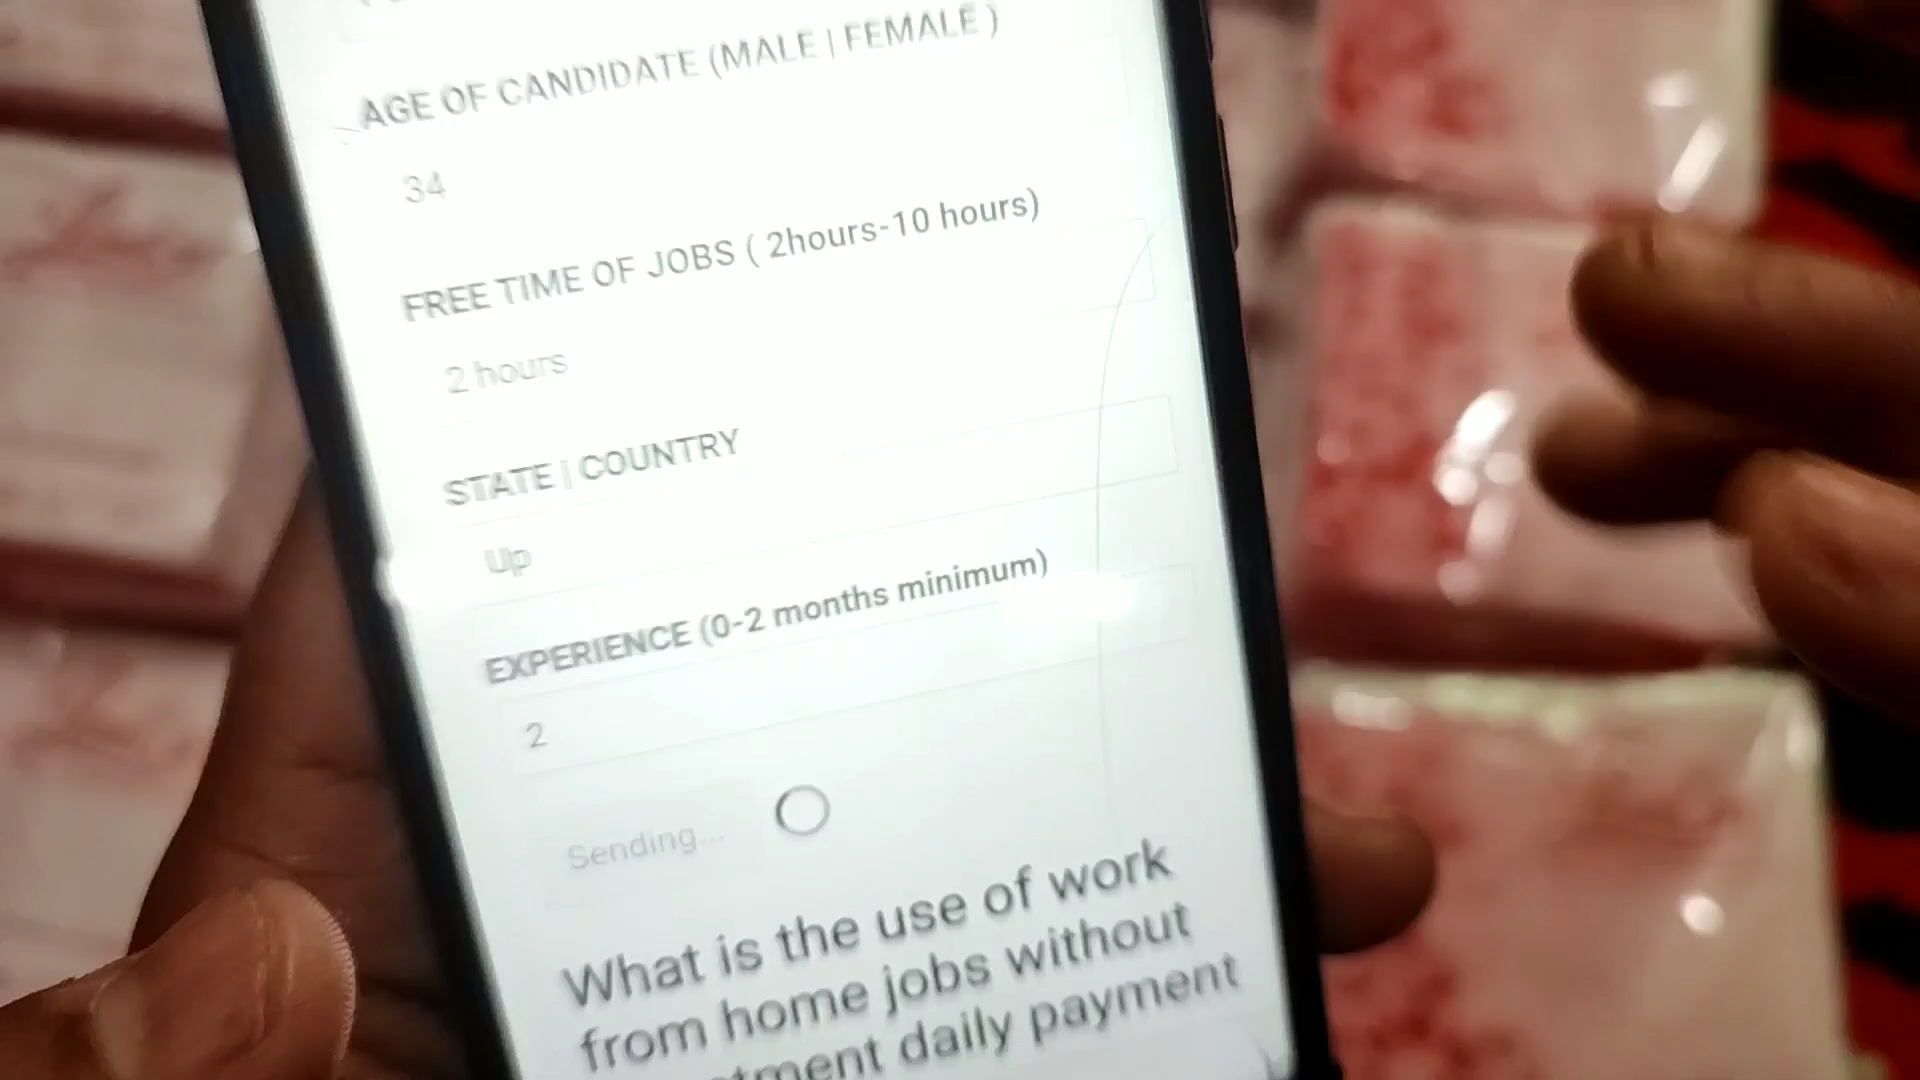 AGE OF CANDIDATE (MALE | FEMALE )
34
FREE TIME OF JOBS ( 2hours-10 hours)
2 hours
STATE | COUNTRY
Up
EXPERIENCE (0-2 months minimum)
2
Sending...
What is the use of work
from home jobs without
daily payment